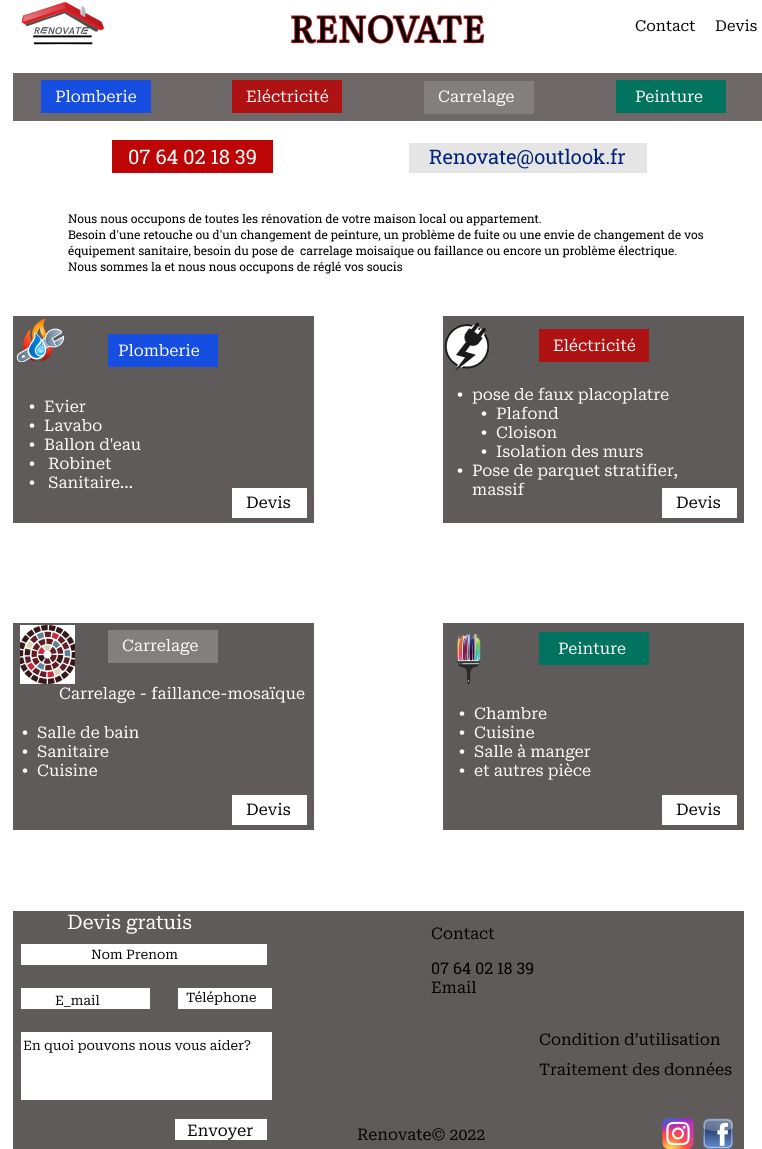 RENOVATE
RENOVATE
Contact Devis
Plomberie Eléctricité Carrelage Peinture
07 64 02 18 39 Renovate@outlook.fr
Nous nous occupons de toutes les rénovation de votre maison local ou appartement.
Besoin d'une retouche ou d'un changement de peinture, un problème de fuite ou une envie de changement de vos
équipement sanitaire, besoin du pose de carrelage moisaique ou faillance ou encore un problème électrique.
Nous sommes la et nous nous occupons de réglé vos soucis
Plomberie
• Evier
• Lavabo
• Ballon d'eau
• Robinet
• Sanitaire...
Devis
Eléctricité
• pose de faux placoplatre
• Plafond
• Cloison
• Isolation des murs
• Pose de parquet stratifier,
massif
Devis
Carrelage
Carrelage - faillance-mosaïque
• Salle de bain
• Sanitaire
• Cuisine
Devis
Peinture
• Chambre
• Cuisine
• Salle à manger
• et autres pièce
Devis
Devis gratuis
Nom Prenom
E_mail Téléphone
En quoi pouvons nous vous aider?
Envoyer
Contact
07 64 02 18 39
Email
Condition d'utilisation
Traitement des données
Renovate© 2022